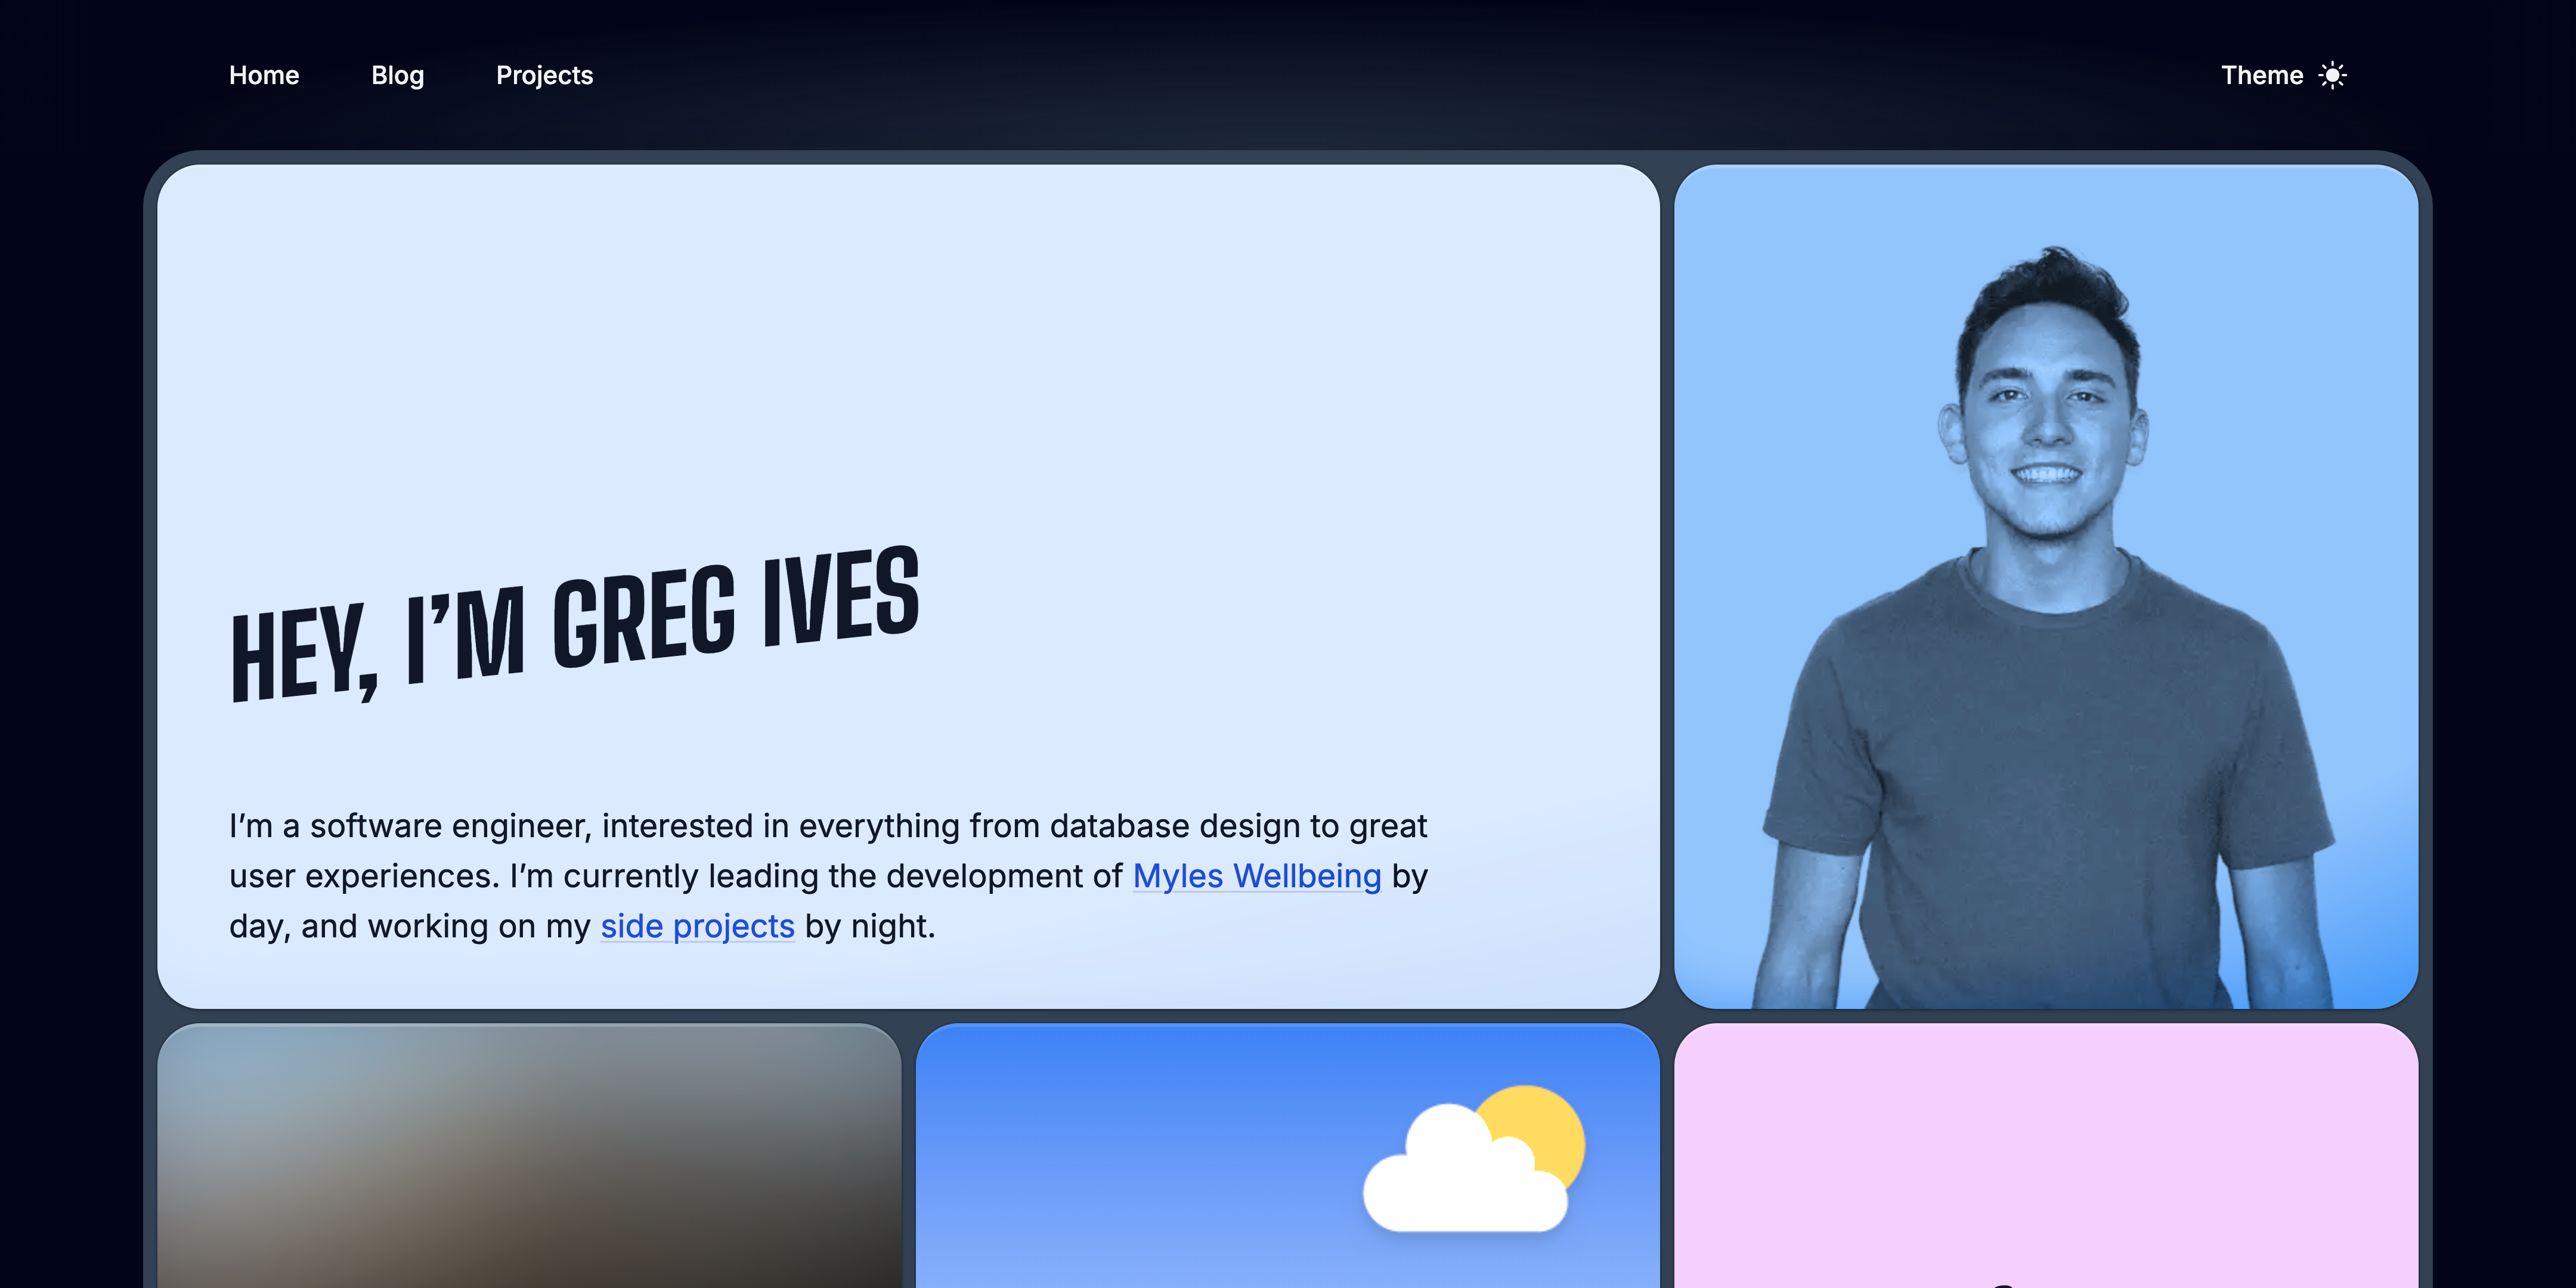 Home
Blog
Projects
Theme
HEY, I’M GREG IVES
I’m a software engineer, interested in everything from database design to great
user experiences. I’m currently leading the development of Myles Wellbeing by
day, and working on my side projects by night.